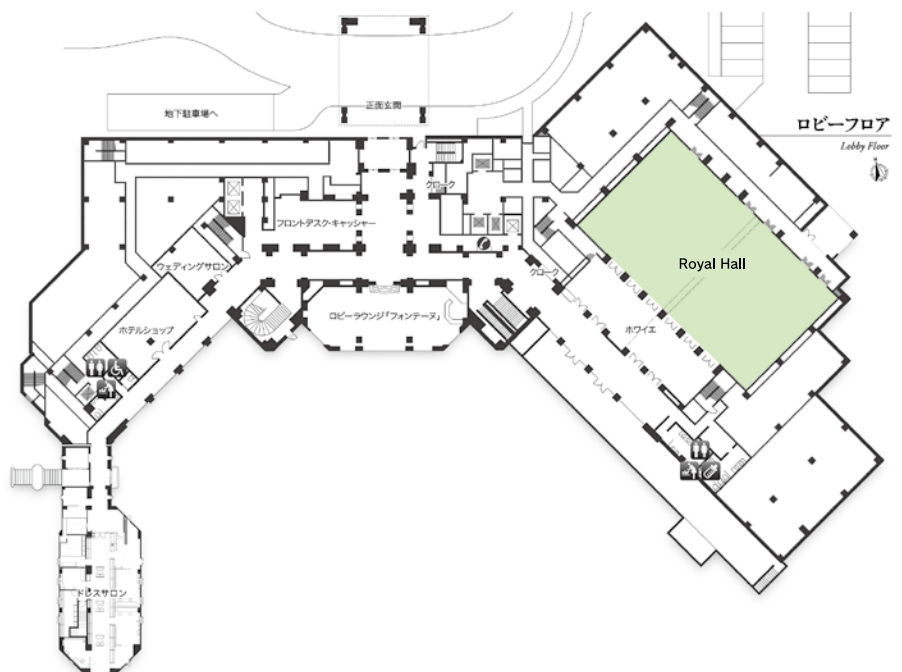 ロビーフロア
Lobby Floor
N
正面玄関
地下駐車場へ
クローク
フロントデスク・キャッシャー
ウェディングサロン
クローク
Royal Hall
ロビーラウンジ「フォンテーヌ」
ホテルショップ
ホワイエ
ドレスサロン